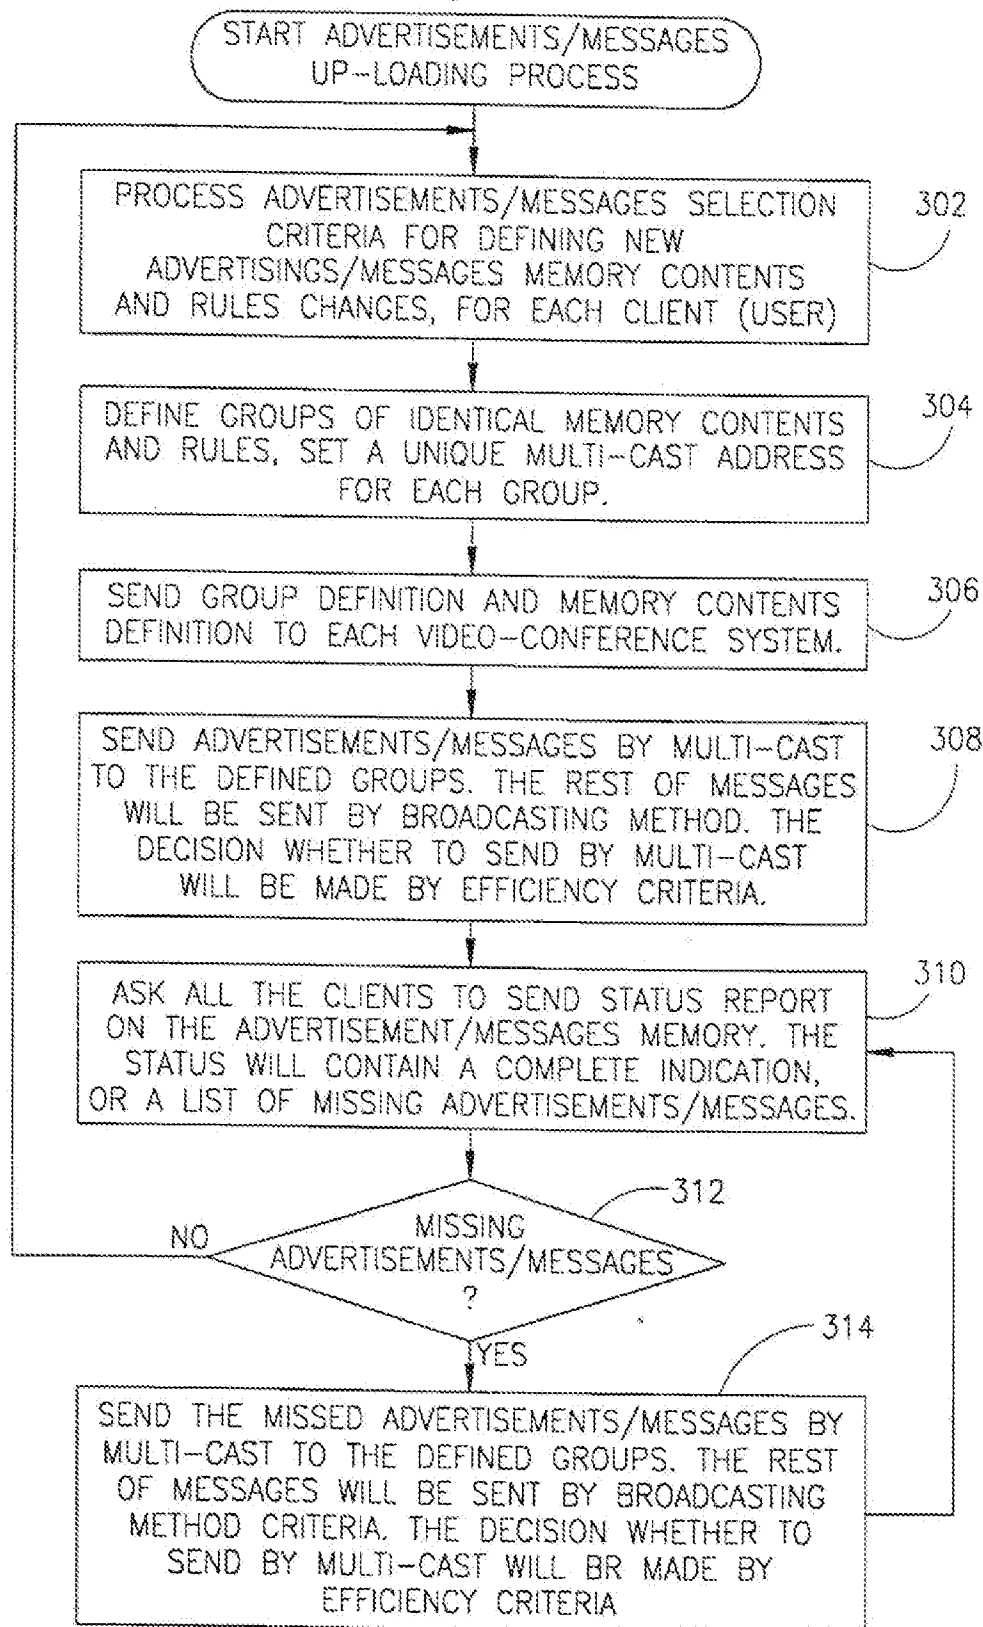 START ADVERTISEMENTS/MESSAGES
UP-LOADING PROCESS
PROCESS ADVERTISEMENTS/MESSAGES SELECTION
CRITERIA FOR DEFINING NEW
ADVERTISINGS/MESSAGES MEMORY CONTENTS
AND RULES CHANGES, FOR EACH CLIENT (USER)
302
DEFINE GROUPS OF IDENTICAL MEMORY CONTENTS
AND RULES, SET A UNIQUE MULTI-CAST ADDRESS
FOR EACH GROUP.
304
SEND GROUP DEFINITION AND MEMORY CONTENTS
DEFINITION TO EACH VIDEO-CONFERENCE SYSTEM.
306
SEND ADVERTISEMENTS/MESSAGES BY MULTI-CAST
TO THE DEFINED GROUPS. THE REST OF MESSAGES
WILL BE SENT BY BROADCASTING METHOD. THE
DECISION WHETHER TO SEND BY MULTI-CAST
WILL BE MADE BY EFFICIENCY CRITERIA.
308
ASK ALL THE CLIENTS TO SEND STATUS REPORT
ON THE ADVERTISEMENT/MESSAGES MEMORY. THE
STATUS WILL CONTAIN A COMPLETE INDICATION,
OR A LIST OF MISSING ADVERTISEMENTS/MESSAGES.
310
312
NO
MISSING
ADVERTISEMENTS/MESSAGES
?
YES
314
SEND THE MISSED ADVERTISEMENTS/MESSAGES BY
MULTI-CAST TO THE DEFINED GROUPS. THE REST
OF MESSAGES WILL BE SENT BY BROADCASTING
METHOD CRITERIA. THE DECISION WHETHER TO
SEND BY MULTI-CAST WILL BR MADE BY
EFFICIENCY CRITERIA